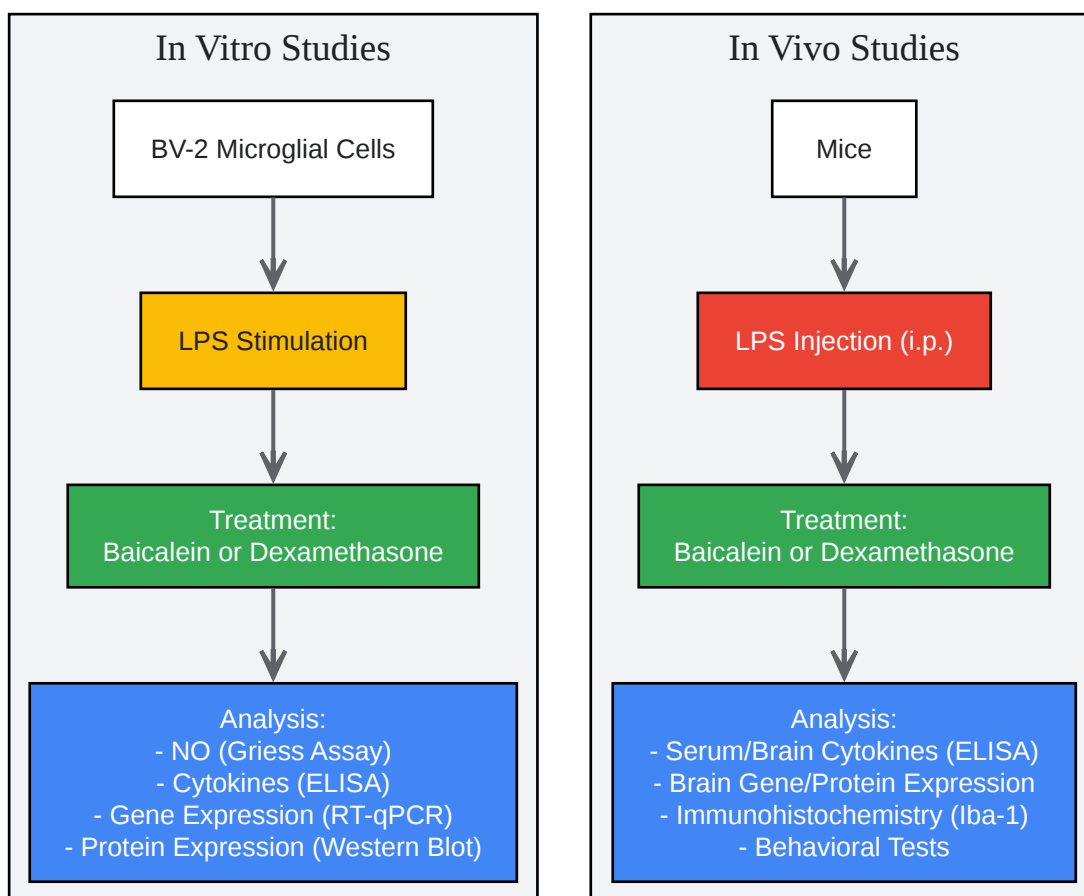 In Vitro Studies
BV-2 Microglial Cells
LPS Stimulation
Treatment:
Baicalein or Dexamethasone
Analysis:
- NO (Griess Assay)
- Cytokines (ELISA)
- Gene Expression (RT-qPCR)
- Protein Expression (Western Blot)
In Vivo Studies
Mice
LPS Injection (i.p.)
Treatment:
Baicalein or Dexamethasone
Analysis:
- Serum/Brain Cytokines (ELISA)
- Brain Gene/Protein Expression
- Immunohistochemistry (Iba-1)
- Behavioral Tests